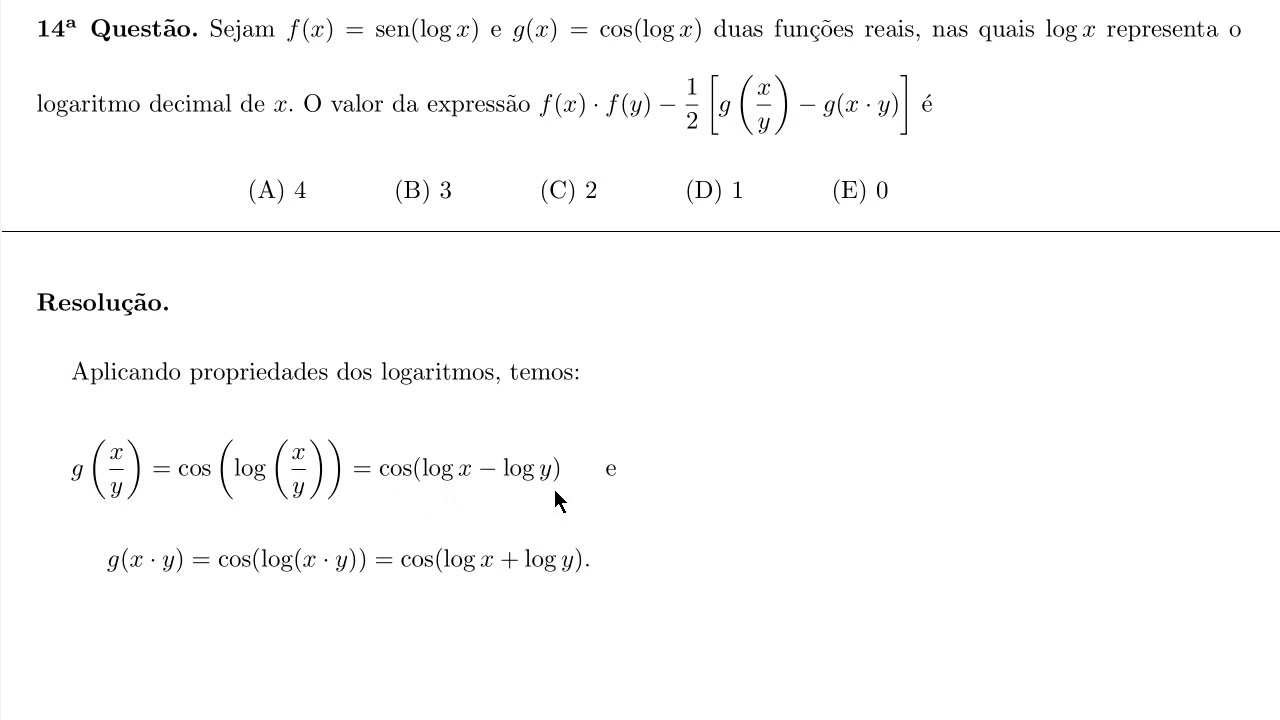 14ª Questão. Sejam f(x) = sen(log x) e g(x) = cos(log x) duas funções reais, nas quais log x representa o
logaritmo decimal de x. O valor da expressão f(x) · f(y) − 1/2 [g(x/y) − g(x · y)] é
(A) 4 (B) 3 (C) 2 (D) 1 (E) 0
Resolução.
Aplicando propriedades dos logaritmos, temos:
g(x/y) = cos(log(x/y)) = cos(log x − log y) e
g(x · y) = cos(log(x · y)) = cos(log x + log y).